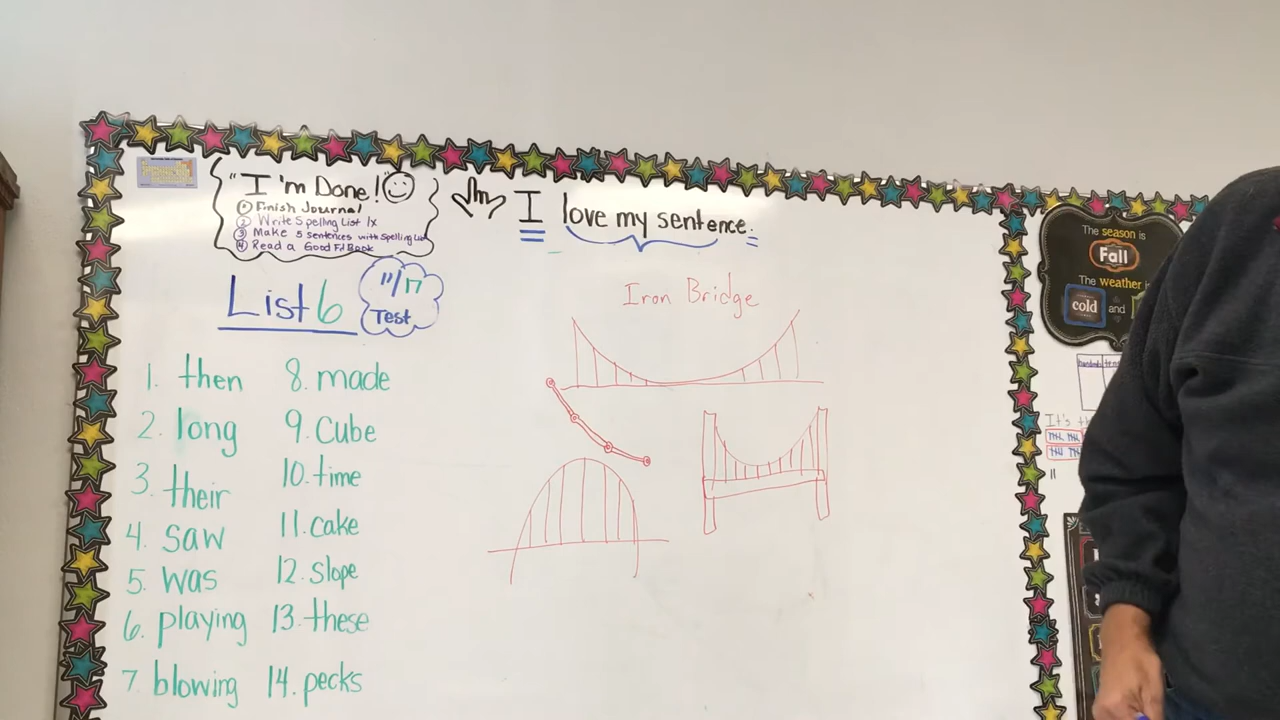 "I'm Done!"
① Finish Journal
② Write Spelling List 1x
③ Make 5 sentences with Spelling List
④ Read a Good Fit Book
I love my sentence.
List 6
11/17
Test
Iron Bridge
1. then
2. long
3. their
4. saw
5. was
6. playing
7. blowing
8. made
9. Cube
10. time
11. cake
12. slope
13. these
14. pecks
The season is
Fall
The weather
cold and
It's